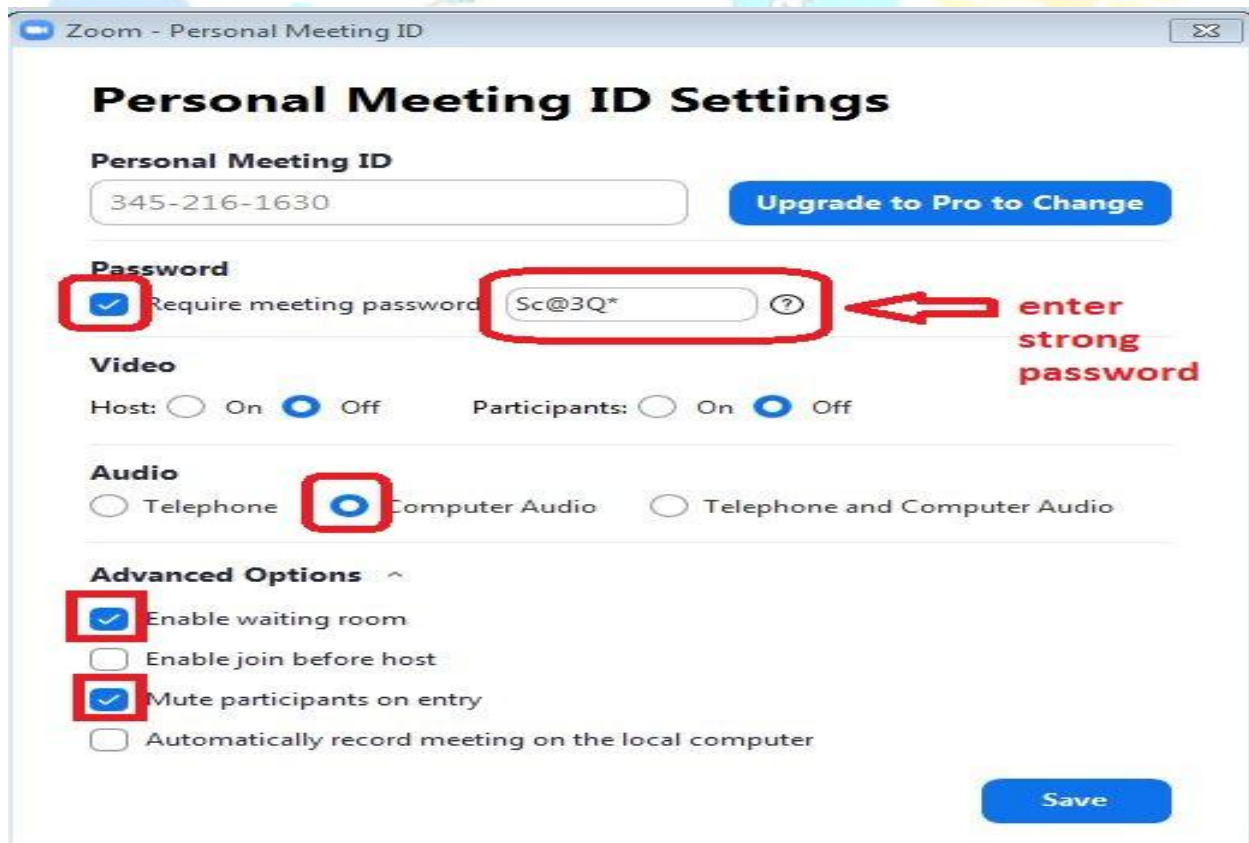 Zoom - Personal Meeting ID
Personal Meeting ID Settings
Personal Meeting ID
345-216-1630
Upgrade to Pro to Change
Password
Require meeting password Sc@3Q*
enter
strong
password
Video
Host: On Off Participants: On Off
Audio
Telephone Computer Audio Telephone and Computer Audio
Advanced Options
Enable waiting room
Enable join before host
Mute participants on entry
Automatically record meeting on the local computer
Save